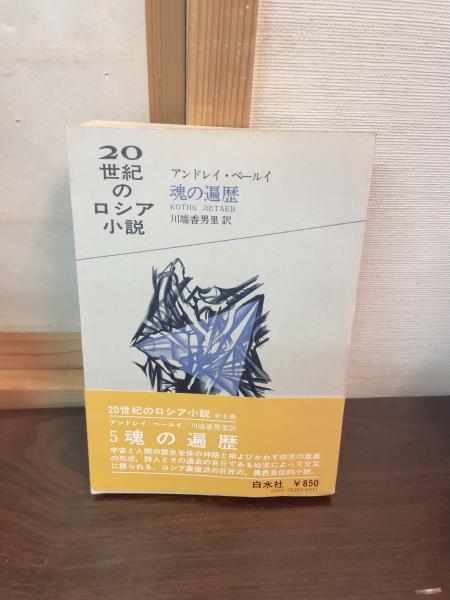 20
世紀
の
ロシア
小説
アンドレイ・ベールイ
魂の遍歴
КОТИК ЛЕТАЕВ
川端香男里 訳
20世紀のロシア小説 全8巻
アンドレイ・ベールイ／川端香男里訳
5 魂の遍歴
宇宙と人間の歴史全体の神話と相よびかわす幼児の意識
の形成。詩人とその過去の自分である幼児によって交互
に語られる，ロシア象徴派の巨匠の，異色自伝的小説。
白水社 ￥850